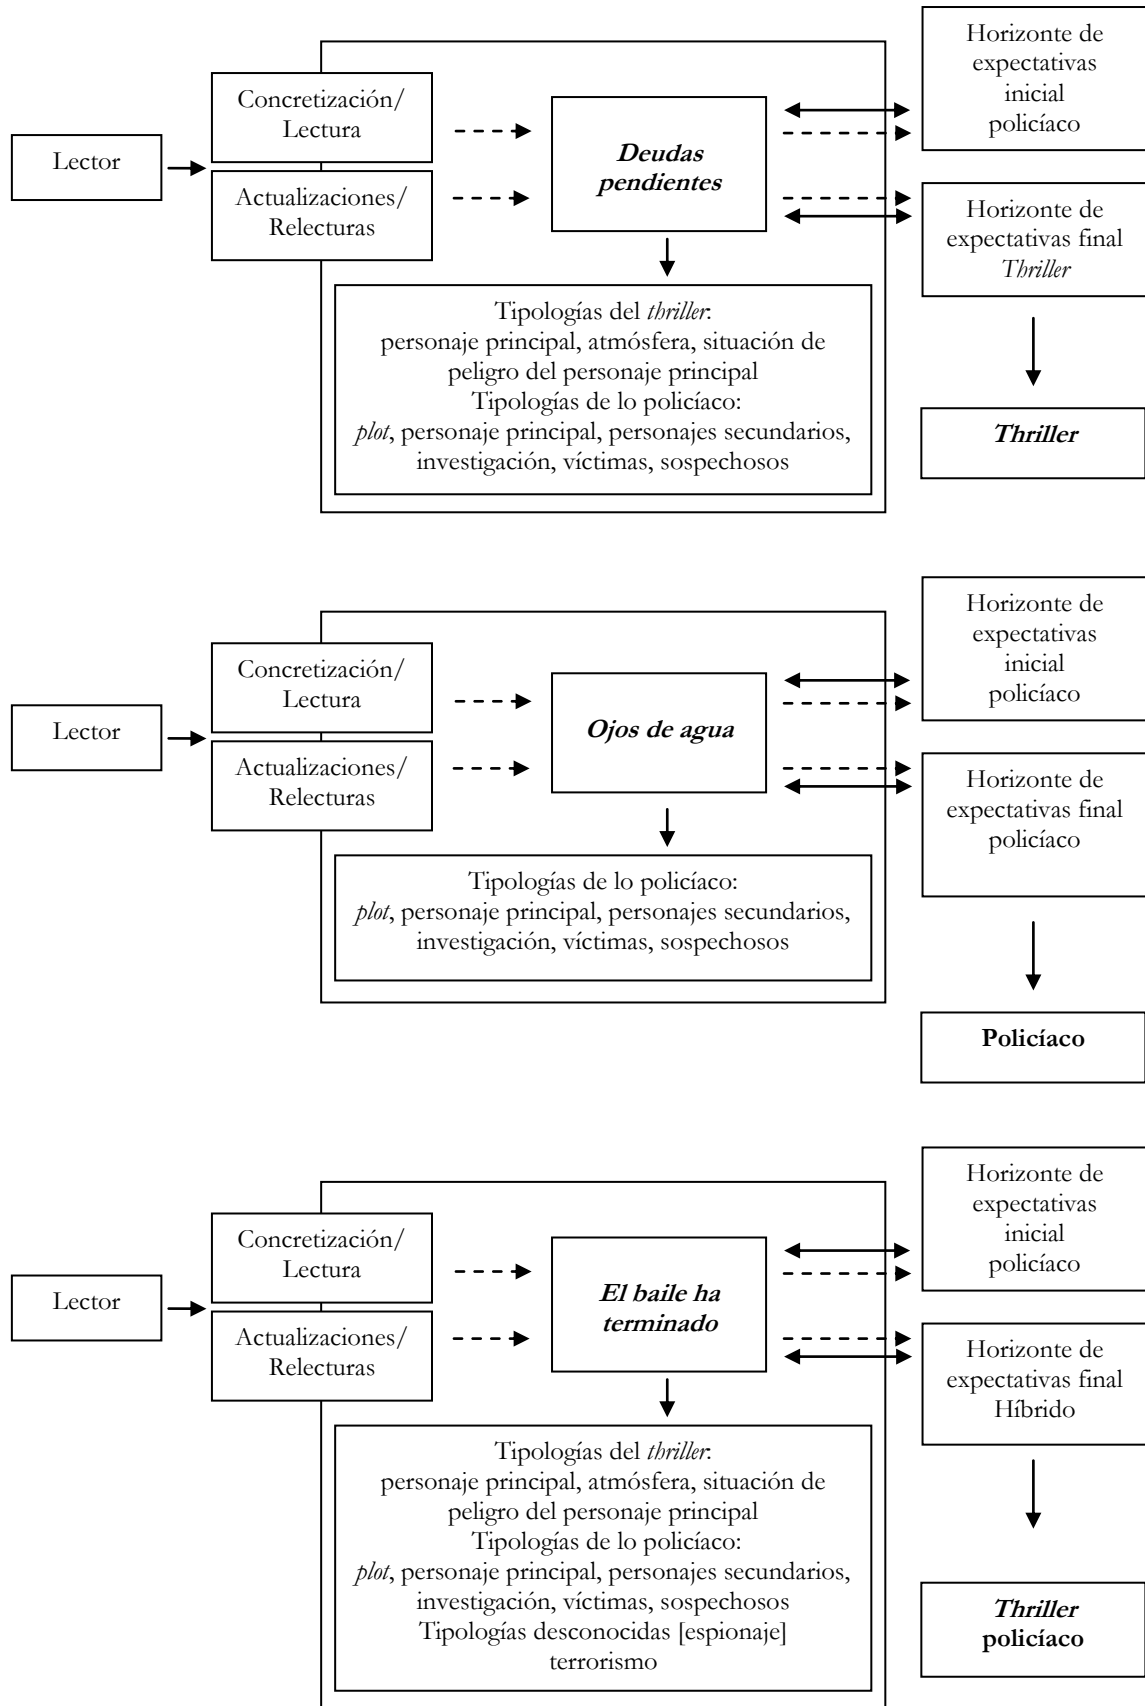 Lector
Concretización/
Lectura
Actualizaciones/
Relecturas
Deudas
pendientes
Tipologías del thriller:
personaje principal, atmósfera, situación de
peligro del personaje principal
Tipologías de lo policíaco:
plot, personaje principal, personajes secundarios,
investigación, víctimas, sospechosos
Horizonte de
expectativas
inicial
policíaco
Horizonte de
expectativas final
Thriller
Thriller
Lector
Concretización/
Lectura
Actualizaciones/
Relecturas
Ojos de agua
Tipologías de lo policíaco:
plot, personaje principal, personajes secundarios,
investigación, víctimas, sospechosos
Horizonte de
expectativas
inicial
policíaco
Horizonte de
expectativas final
policíaco
Policíaco
Lector
Concretización/
Lectura
Actualizaciones/
Relecturas
El baile ha
terminado
Tipologías del thriller:
personaje principal, atmósfera, situación de
peligro del personaje principal
Tipologías de lo policíaco:
plot, personaje principal, personajes secundarios,
investigación, víctimas, sospechosos
Tipologías desconocidas [espionaje]
terrorismo
Horizonte de
expectativas
inicial
policíaco
Horizonte de
expectativas final
Híbrido
Thriller
policíaco